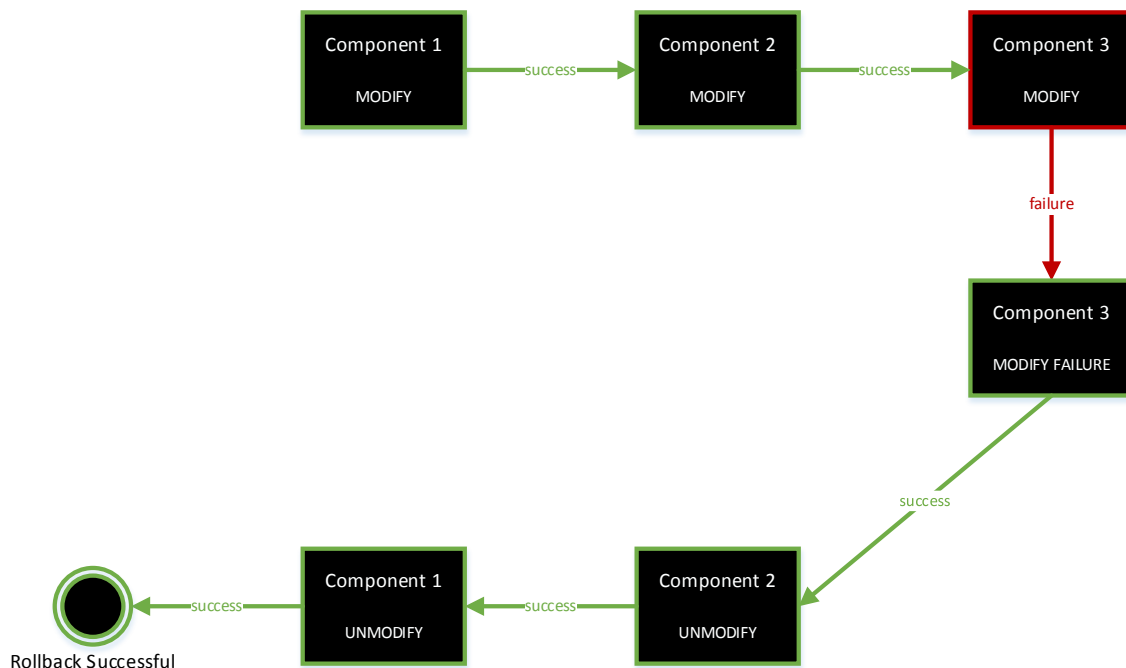 Component 1
MODIFY
success
Component 2
MODIFY
success
Component 3
MODIFY
failure
Component 3
MODIFY FAILURE
success
Component 2
UNMODIFY
success
Component 1
UNMODIFY
success
Rollback Successful